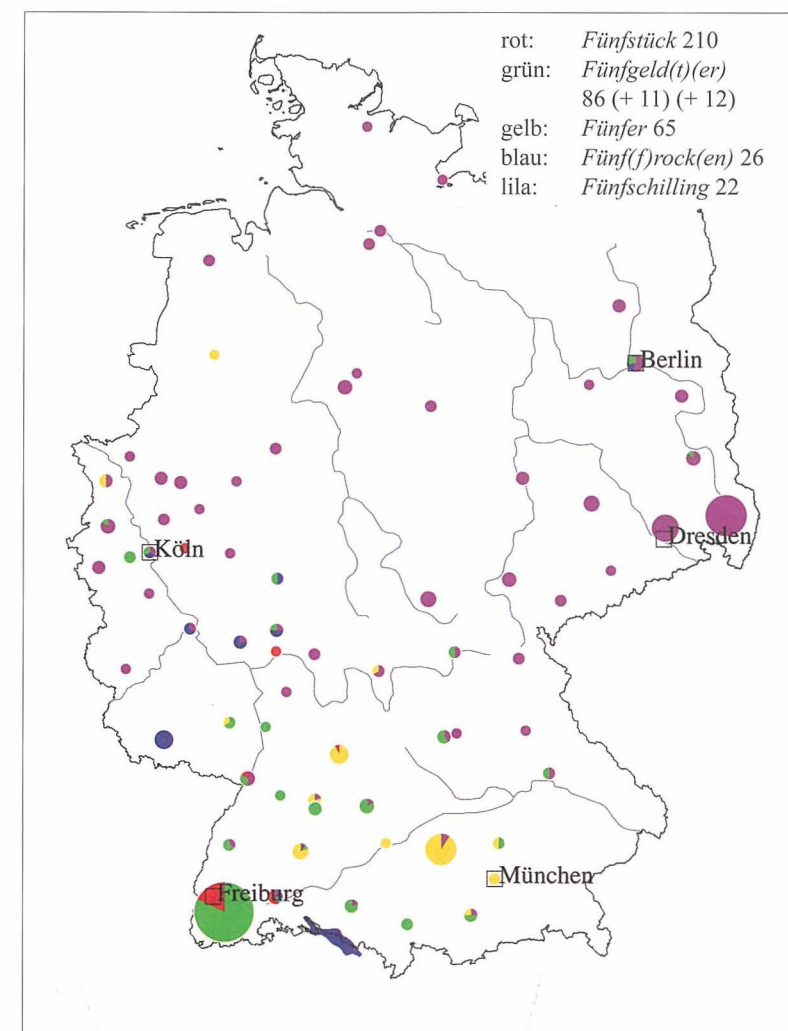 rot: Fünfstück 210
grün: Fünfgeld(t)(er)
86 (+ 11) (+ 12)
gelb: Fünfer 65
blau: Fünf(f)rock(en) 26
lila: Fünfschilling 22
Berlin
Köln
Dresden
München
Freiburg